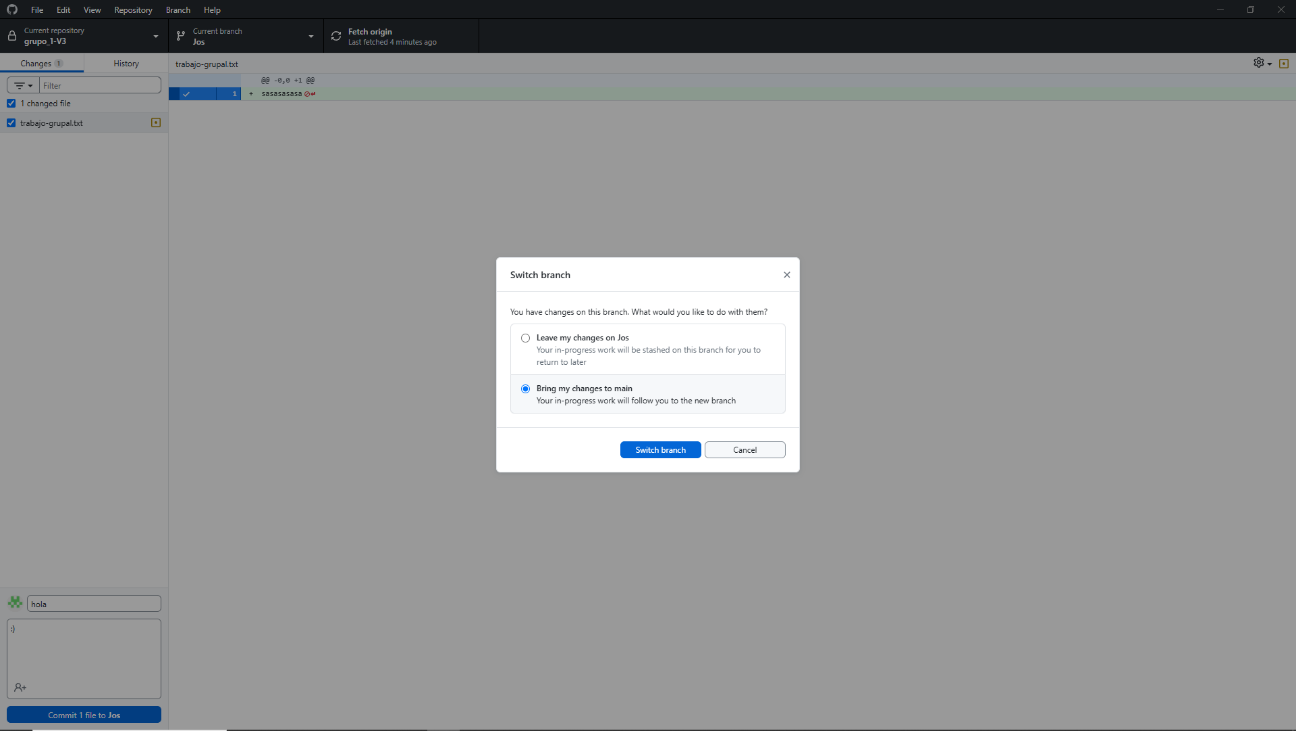 File Edit View Repository Branch Help
Current repository
grupo_1-V3
Current branch
Jos
Fetch origin
Last fetched 4 minutes ago
Changes 1 History
Filter
1 changed file
trabajo-grupal.txt
trabajo-grupal.txt
@@ -0,0 +1 @@
1 + sasasasasa
Switch branch
You have changes on this branch. What would you like to do with them?
Leave my changes on Jos
Your in-progress work will be stashed on this branch for you to
return to later
Bring my changes to main
Your in-progress work will follow you to the new branch
Switch branch Cancel
hola
:)
Commit 1 file to Jos